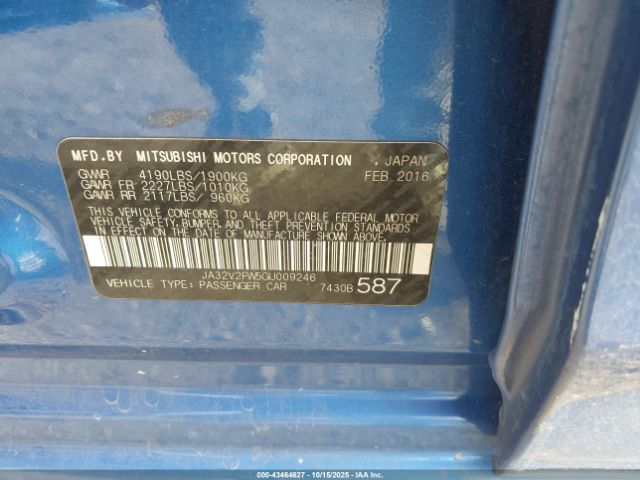 MFD.BY MITSUBISHI MOTORS CORPORATION . JAPAN
GVWR 4190LBS/1900KG FEB. 2016
GAWR FR 2227LBS/1010KG
GAWR RR 2117LBS/ 960KG
THIS VEHICLE CONFORMS TO ALL APPLICABLE FEDERAL MOTOR
VEHICLE SAFETY,BUMPER, AND THEFT PREVENTION STANDARDS
IN EFFECT ON THE DATE OF MANUFACTURE SHOWN ABOVE.
JA32V2FW5GU009246
VEHICLE TYPE: PASSENGER CAR 7430B 587
000-43464627 - 10/15/2025 - ©IAA, LLC